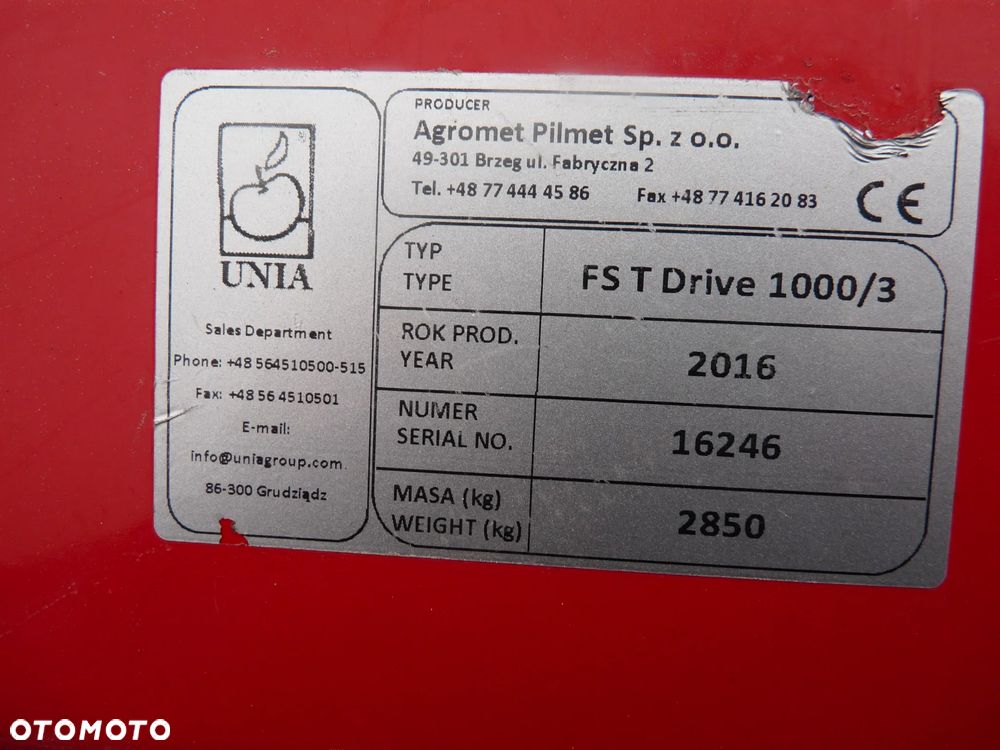 UNIA
Sales Department
Phone: +48 564510500-515
Fax: +48 56 4510501
E-mail:
info@uniagroup.com
86-300 Grudziądz
PRODUCER
Agromet Pilmet Sp. z o.o.
49-301 Brzeg ul. Fabryczna 2
Tel. +48 77 444 45 86 Fax +48 77 416 20 83
CE
TYP
TYPE
FS T Drive 1000/3
ROK PROD.
YEAR
2016
NUMER
SERIAL NO.
16246
MASA (kg)
WEIGHT (kg)
2850
OTOMOTO